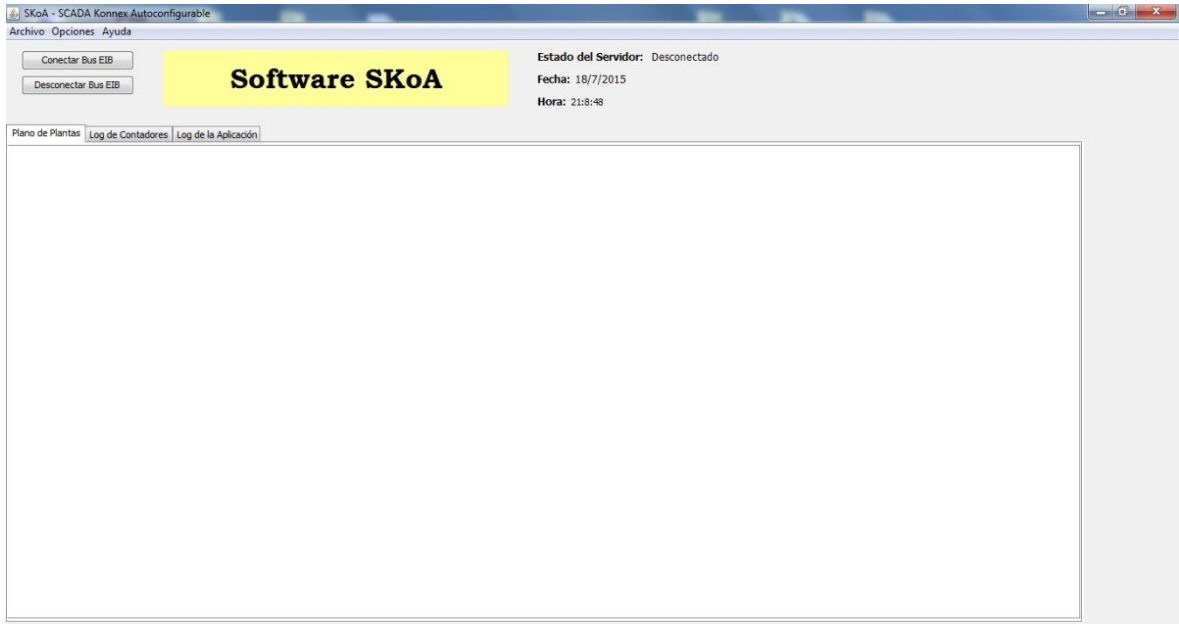 SKoA - SCADA Konnex Autoconfigurable
Archivo Opciones Ayuda
Conectar Bus EIB
Desconectar Bus EIB
Software SKoA
Estado del Servidor: Desconectado
Fecha: 18/7/2015
Hora: 21:8:48
Plano de Plantas Log de Contadores Log de la Aplicación